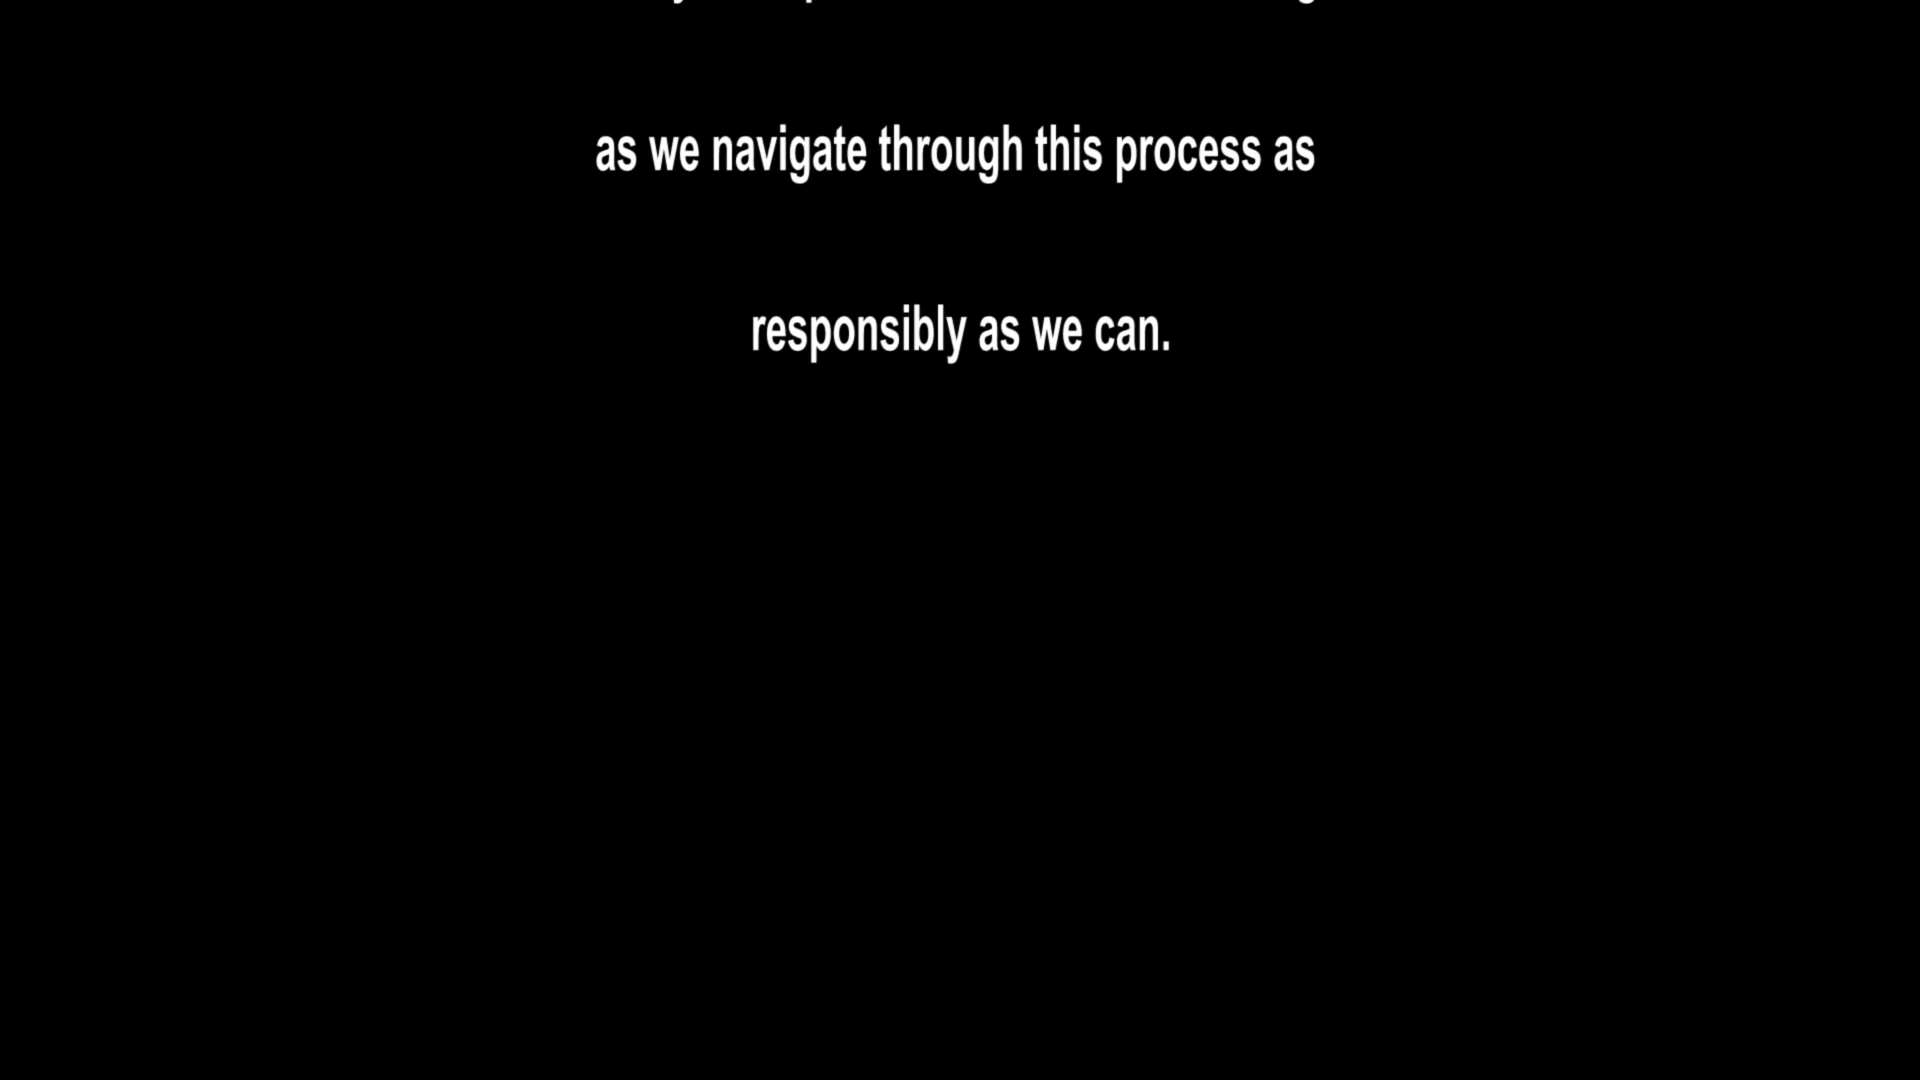 as we navigate through this process as
responsibly as we can.